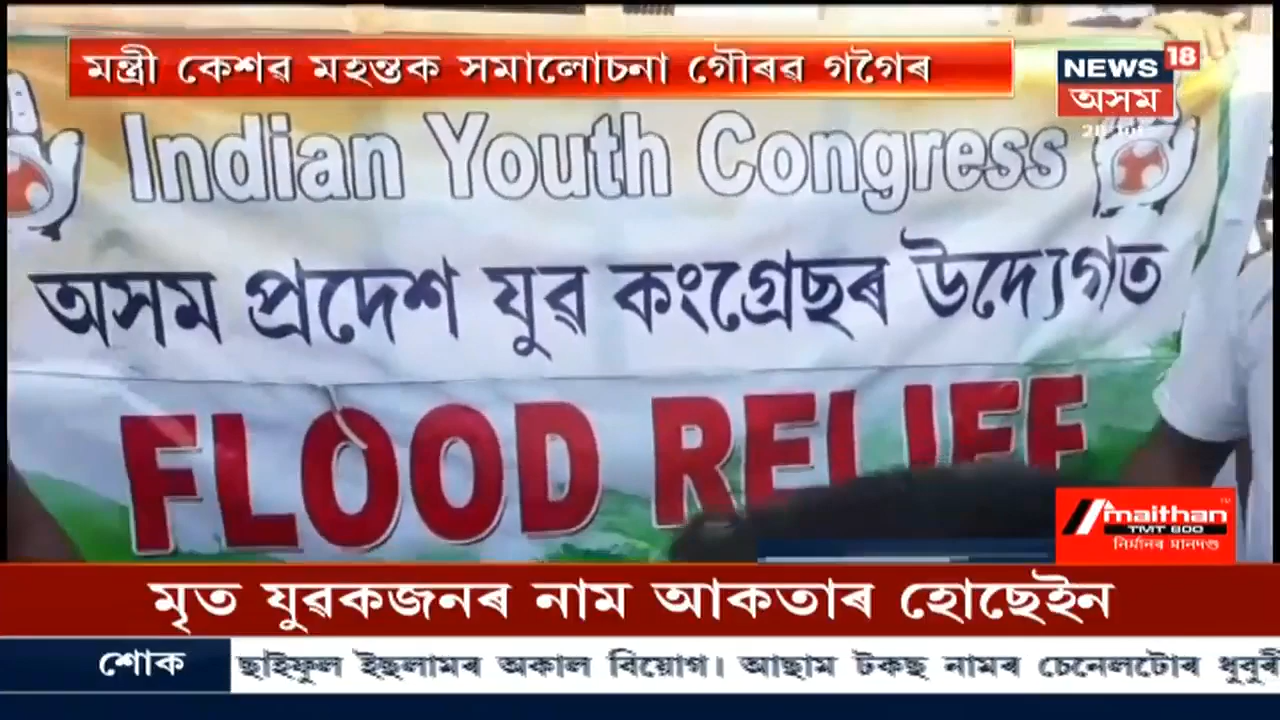 মন্ত্ৰী কেশৱ মহন্তক সমালোচনা গৌৰৱ গগৈৰ
NEWS 18
অসম
Indian Youth Congress
অসম প্ৰদেশ যুৱ কংগ্ৰেছৰ উদ্যোগত
FLOOD RELIEF
maithan
TMT 600
নিৰ্মানৰ মানদণ্ড
মৃত যুৱকজনৰ নাম আকতাৰ হোছেইন
শোক
ছাইফুল ইছলামৰ অকাল বিয়োগ। আছাম টকছ নামৰ চেনেলটোৰ ধুবুৰী